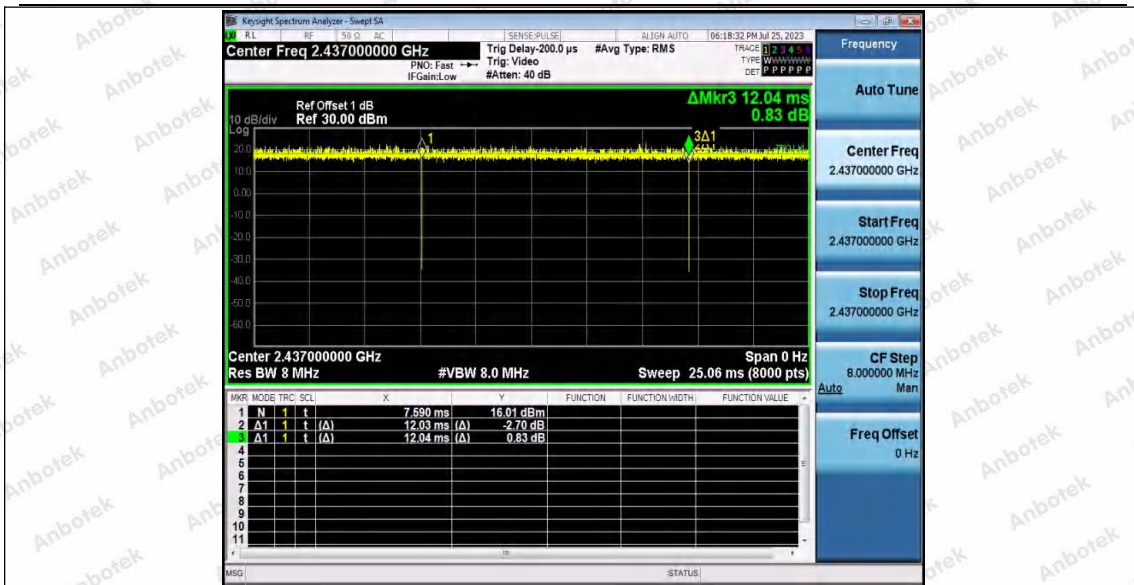 Keysight Spectrum Analyzer - Swept SA
RL RF 50 Ω AC SENSE:PULSE ALIGN AUTO 06:18:32 PM Jul 25, 2023
Center Freq 2.437000000 GHz
Trig Delay-200.0 µs #Avg Type: RMS
TRACE 1 2 3 4 5 6
PNO: Fast Trig: Video
TYPE WWWWWW
IFGain:Low #Atten: 40 dB
DET P P P P P P
Frequency
Auto Tune
Center Freq
2.437000000 GHz
Start Freq
2.437000000 GHz
Stop Freq
2.437000000 GHz
CF Step
8.000000 MHz
Auto Man
Freq Offset
0 Hz
ΔMkr3 12.04 ms
0.83 dB
Ref Offset 1 dB
10 dB/div Ref 30.00 dBm
Log
1
3Δ1
20.0
10.0
0.00
-10.0
-20.0
-30.0
-40.0
-50.0
-60.0
Center 2.437000000 GHz Span 0 Hz
Res BW 8 MHz #VBW 8.0 MHz Sweep 25.06 ms (8000 pts)
MKR MODE TRC SCL X Y FUNCTION FUNCTION WIDTH FUNCTION VALUE
1 N 1 t 7.590 ms 16.01 dBm
2 Δ1 1 t (Δ) 12.03 ms (Δ) -2.70 dB
3 Δ1 1 t (Δ) 12.04 ms (Δ) 0.83 dB
4
5
6
7
8
9
10
11
MSG STATUS
Anbotek